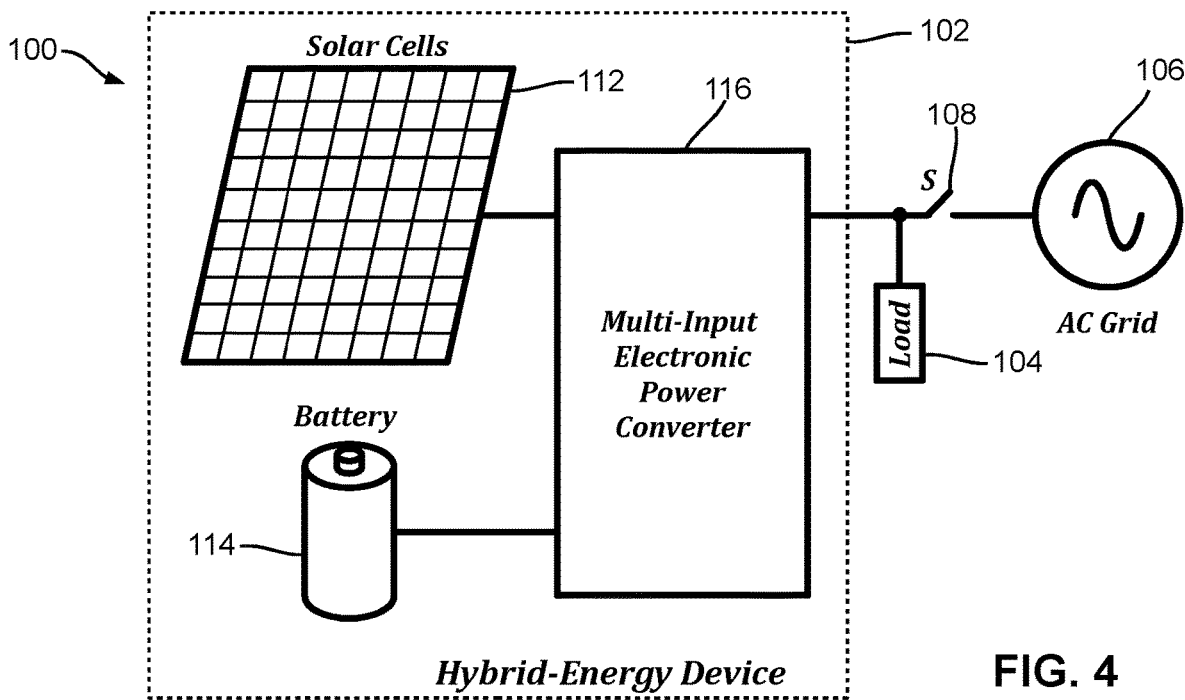 100
Solar Cells
102
112
116
106
108
S
Multi-Input
Electronic
Power
Converter
Load
104
AC Grid
Battery
114
Hybrid-Energy Device
FIG. 4